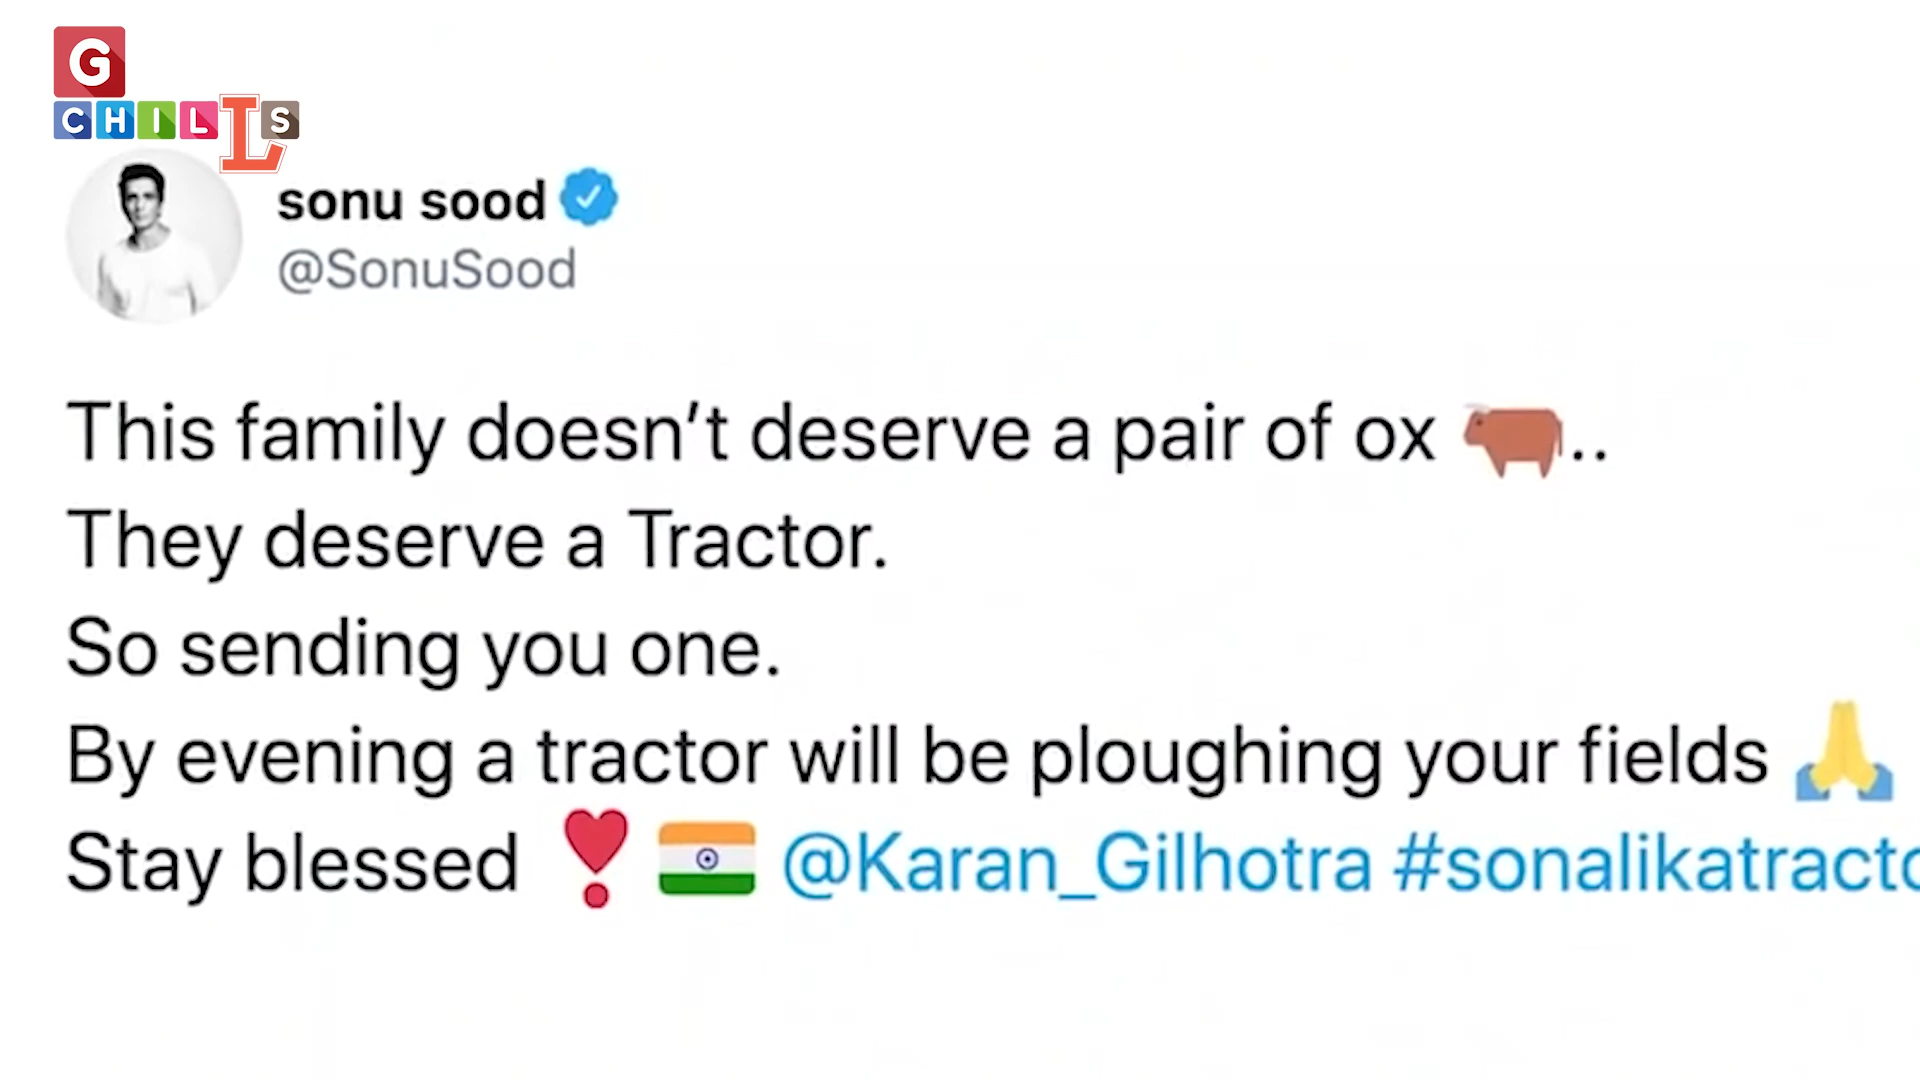 G
CHILLS
sonu sood
@SonuSood
This family doesn't deserve a pair of ox 🐂..
They deserve a Tractor.
So sending you one.
By evening a tractor will be ploughing your fields 🙏
Stay blessed ❣️🇮🇳 @Karan_Gilhotra #sonalikatracto